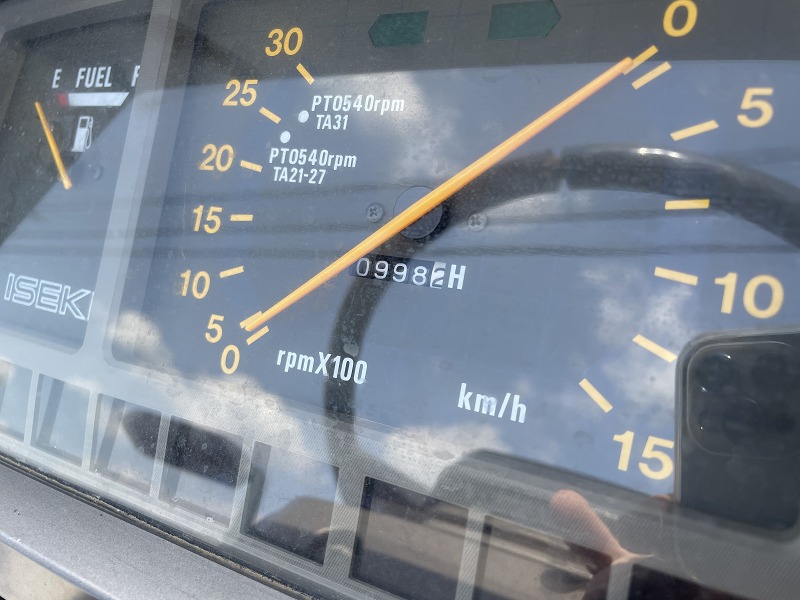 E FUEL F
30
25
20
15
10
5
0
PTO540rpm
TA31
PTO540rpm
TA21-27
0
5
10
15
09982H
rpmX100
km/h
ISEKI